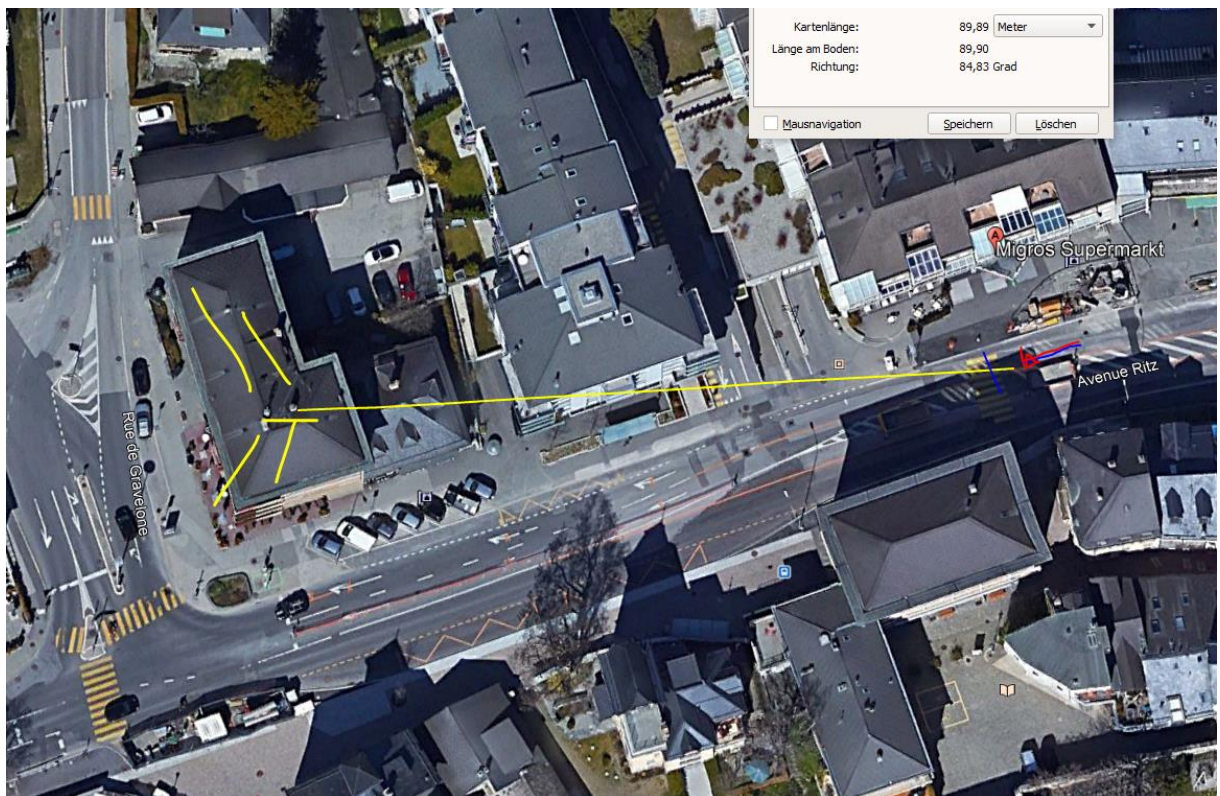 Kartenlänge: 89,89 Meter
Länge am Boden: 89,90
Richtung: 84,83 Grad
Mausnavigation Speichern Löschen
A
Migros Supermarkt
Avenue Ritz
Rue de Gravelone